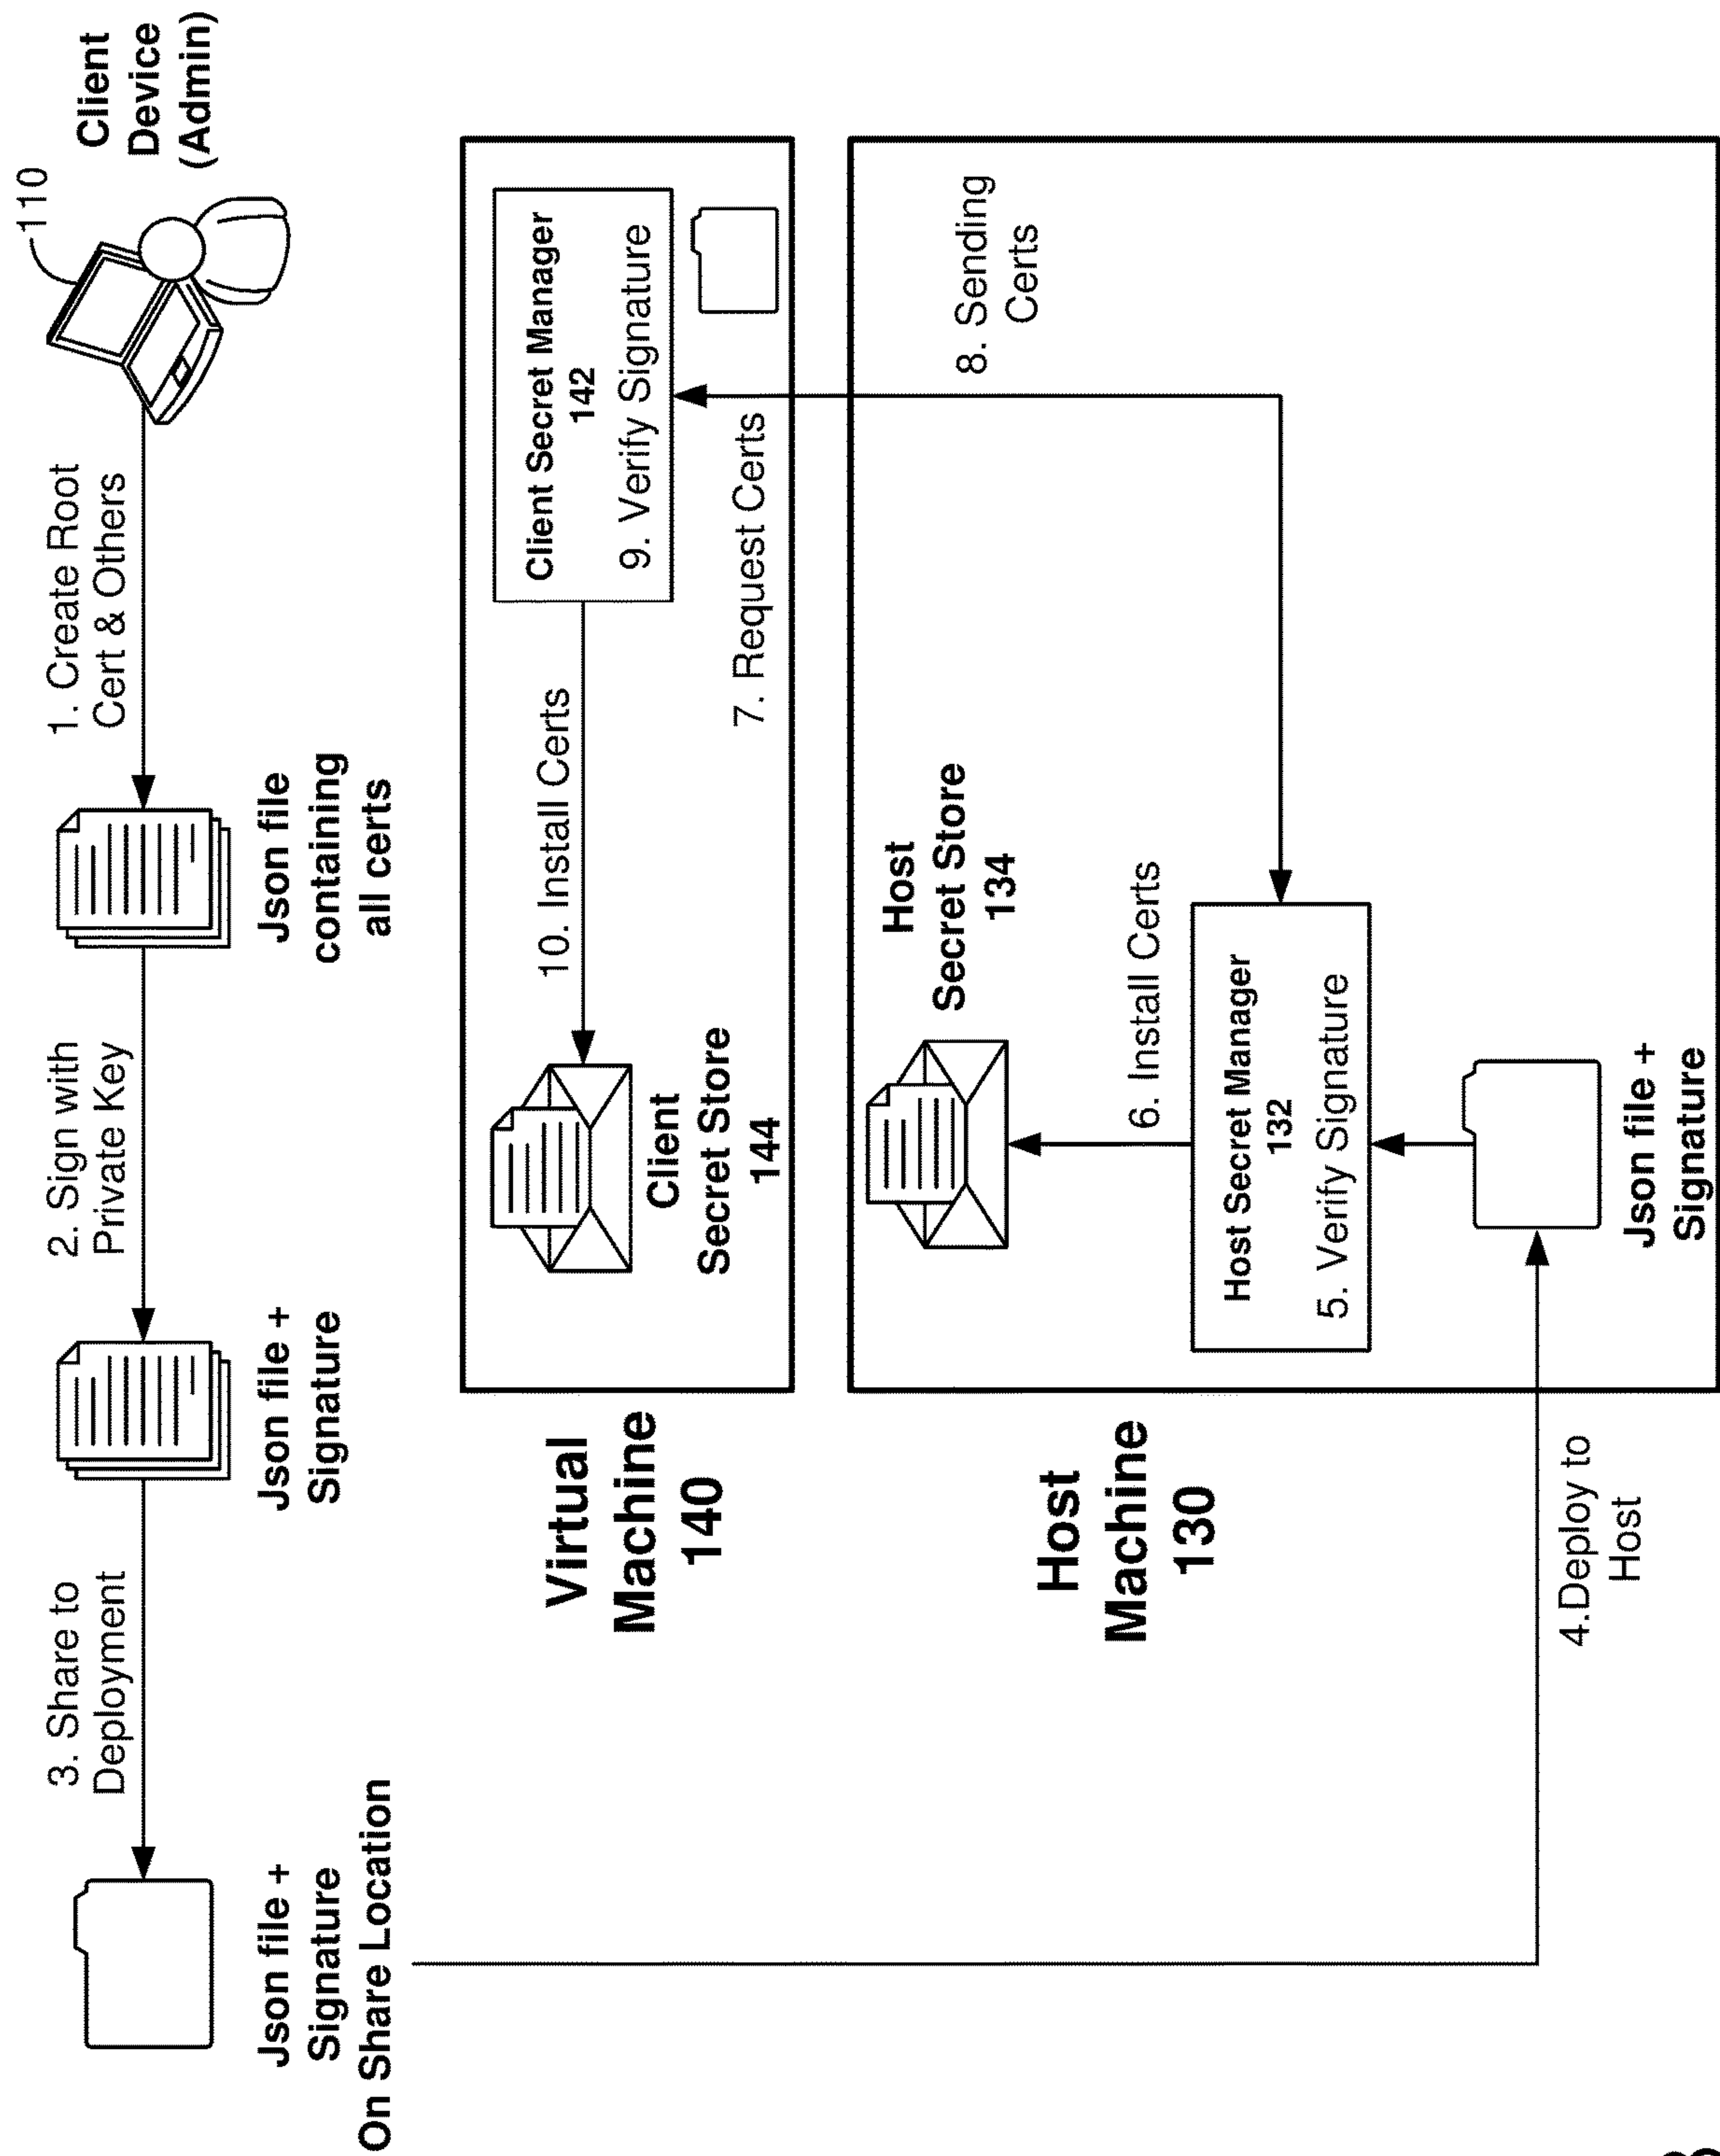 110
Client
Device
(Admin)
1. Create Root
Cert & Others
Json file
containing
all certs
2. Sign with
Private Key
Json file +
Signature
3. Share to
Deployment
Json file +
Signature
On Share Location
Virtual
Machine
140
Client Secret Manager
142
9. Verify Signature
10. Install Certs
Client
Secret Store
144
7. Request Certs
8. Sending
Certs
Host
Machine
130
Host
Secret Store
134
6. Install Certs
Host Secret Manager
132
5. Verify Signature
Json file +
Signature
4.Deploy to
Host